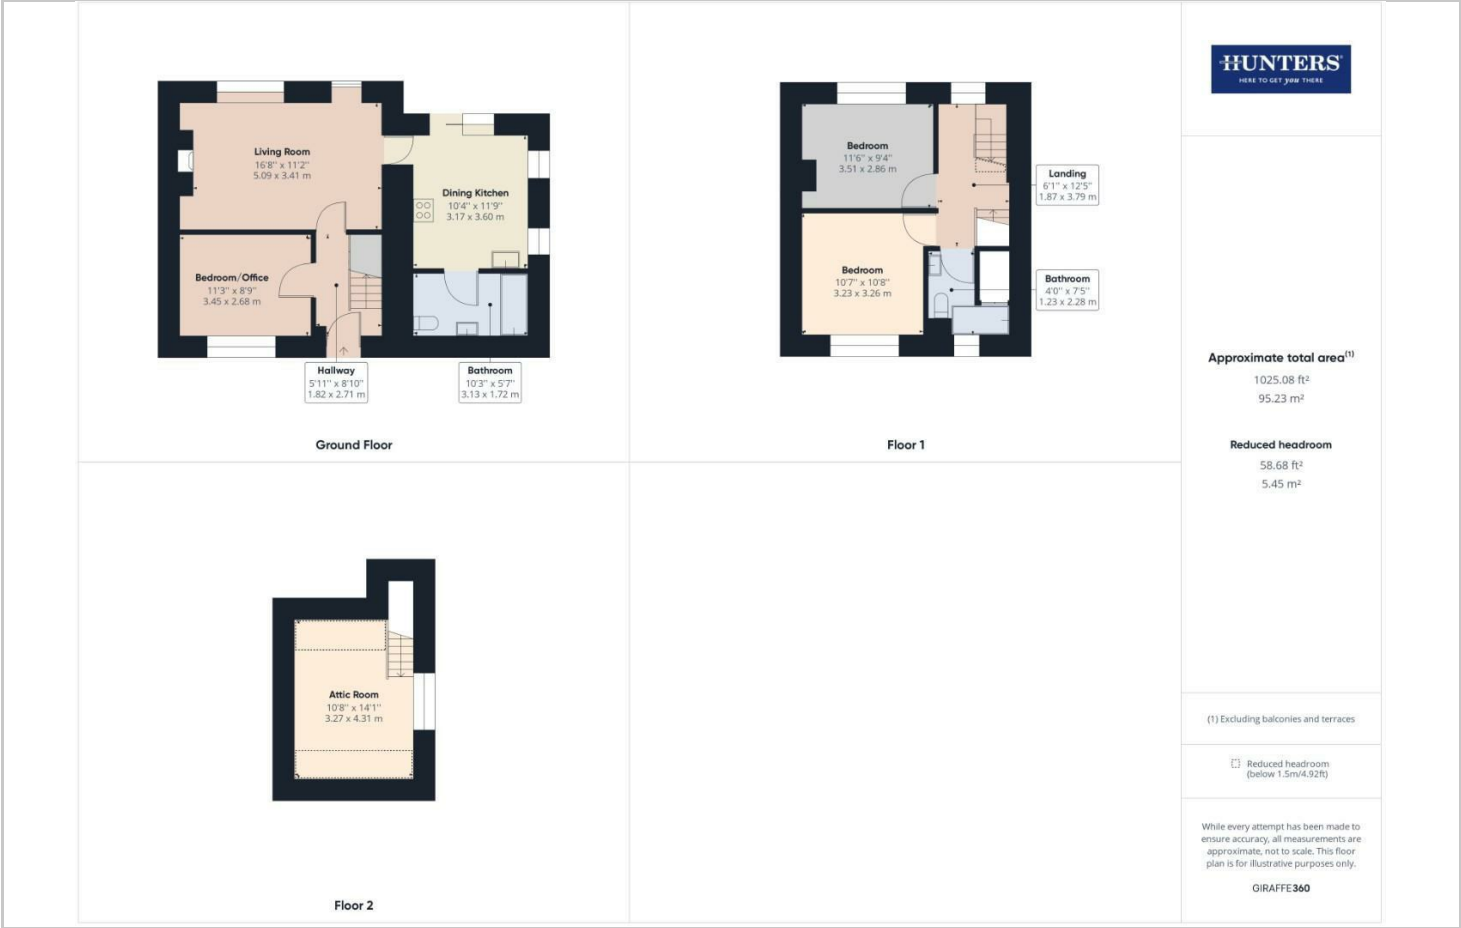 Living Room
16'8" x 11'2"
5.09 x 3.41 m
Dining Kitchen
10'4" x 11'9"
3.17 x 3.60 m
Bedroom/Office
11'3" x 8'9"
3.45 x 2.68 m
Hallway
5'11" x 8'10"
1.82 x 2.71 m
Bathroom
10'3" x 5'7"
3.13 x 1.72 m
Ground Floor
Bedroom
11'6" x 9'4"
3.51 x 2.86 m
Landing
6'1" x 12'5"
1.87 x 3.79 m
Bedroom
10'7" x 10'8"
3.23 x 3.26 m
Bathroom
4'0" x 7'5"
1.23 x 2.28 m
Floor 1
Attic Room
10'8" x 14'1"
3.27 x 4.31 m
Floor 2
HUNTERS
HERE TO GET you THERE
Approximate total area(1)
1025.08 ft²
95.23 m²
Reduced headroom
58.68 ft²
5.45 m²
(1) Excluding balconies and terraces
Reduced headroom
(below 1.5m/4.92ft)
While every attempt has been made to
ensure accuracy, all measurements are
approximate, not to scale. This floor
plan is for illustrative purposes only.
GIRAFFE360